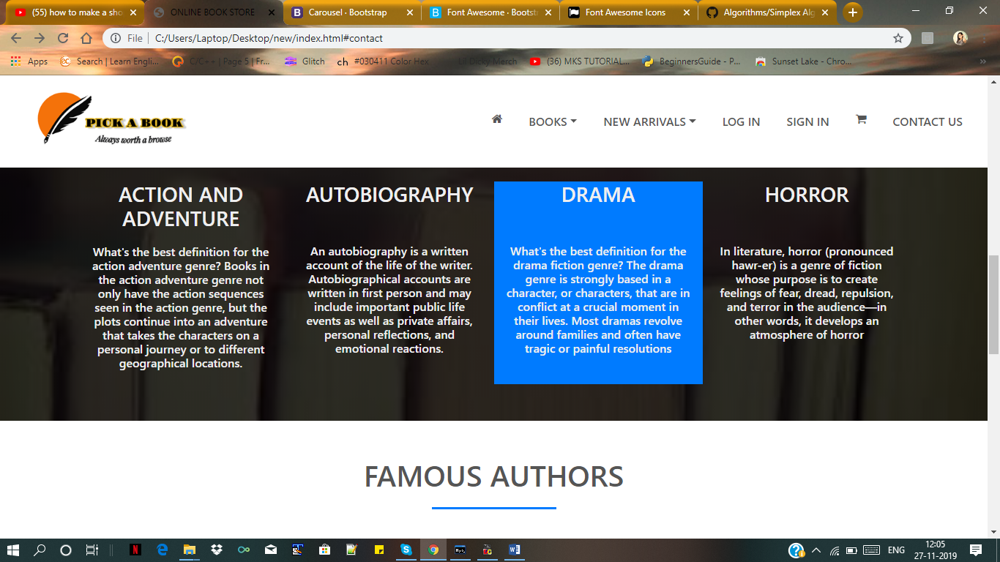 (55) how to make a sho
ONLINE BOOK STORE
Carousel · Bootstrap
Font Awesome · Bootst
Font Awesome Icons
Algorithms/Simplex Alg
File
C:/Users/Laptop/Desktop/new/index.html#contact
Apps
Search | Learn Engli...
C/C++ | Page 5 | Fr...
Glitch
ch
#030411 Color Hex
Lil Dicky Merch
(36) MKS TUTORIAL...
BeginnersGuide - P...
Sunset Lake - Chro...
»
PICK A BOOK
Always worth a browse
BOOKS
NEW ARRIVALS
LOG IN
SIGN IN
CONTACT US
ACTION AND
ADVENTURE
What's the best definition for the
action adventure genre? Books in
the action adventure genre not
only have the action sequences
seen in the action genre, but the
plots continue into an adventure
that takes the characters on a
personal journey or to different
geographical locations.
AUTOBIOGRAPHY
An autobiography is a written
account of the life of the writer.
Autobiographical accounts are
written in first person and may
include important public life
events as well as private affairs,
personal reflections, and
emotional reactions.
DRAMA
What's the best definition for the
drama fiction genre? The drama
genre is strongly based in a
character, or characters, that are in
conflict at a crucial moment in
their lives. Most dramas revolve
around families and often have
tragic or painful resolutions
HORROR
In literature, horror (pronounced
hawr-er) is a genre of fiction
whose purpose is to create
feelings of fear, dread, repulsion,
and terror in the audience—in
other words, it develops an
atmosphere of horror
FAMOUS AUTHORS
ENG
12:05
27-11-2019